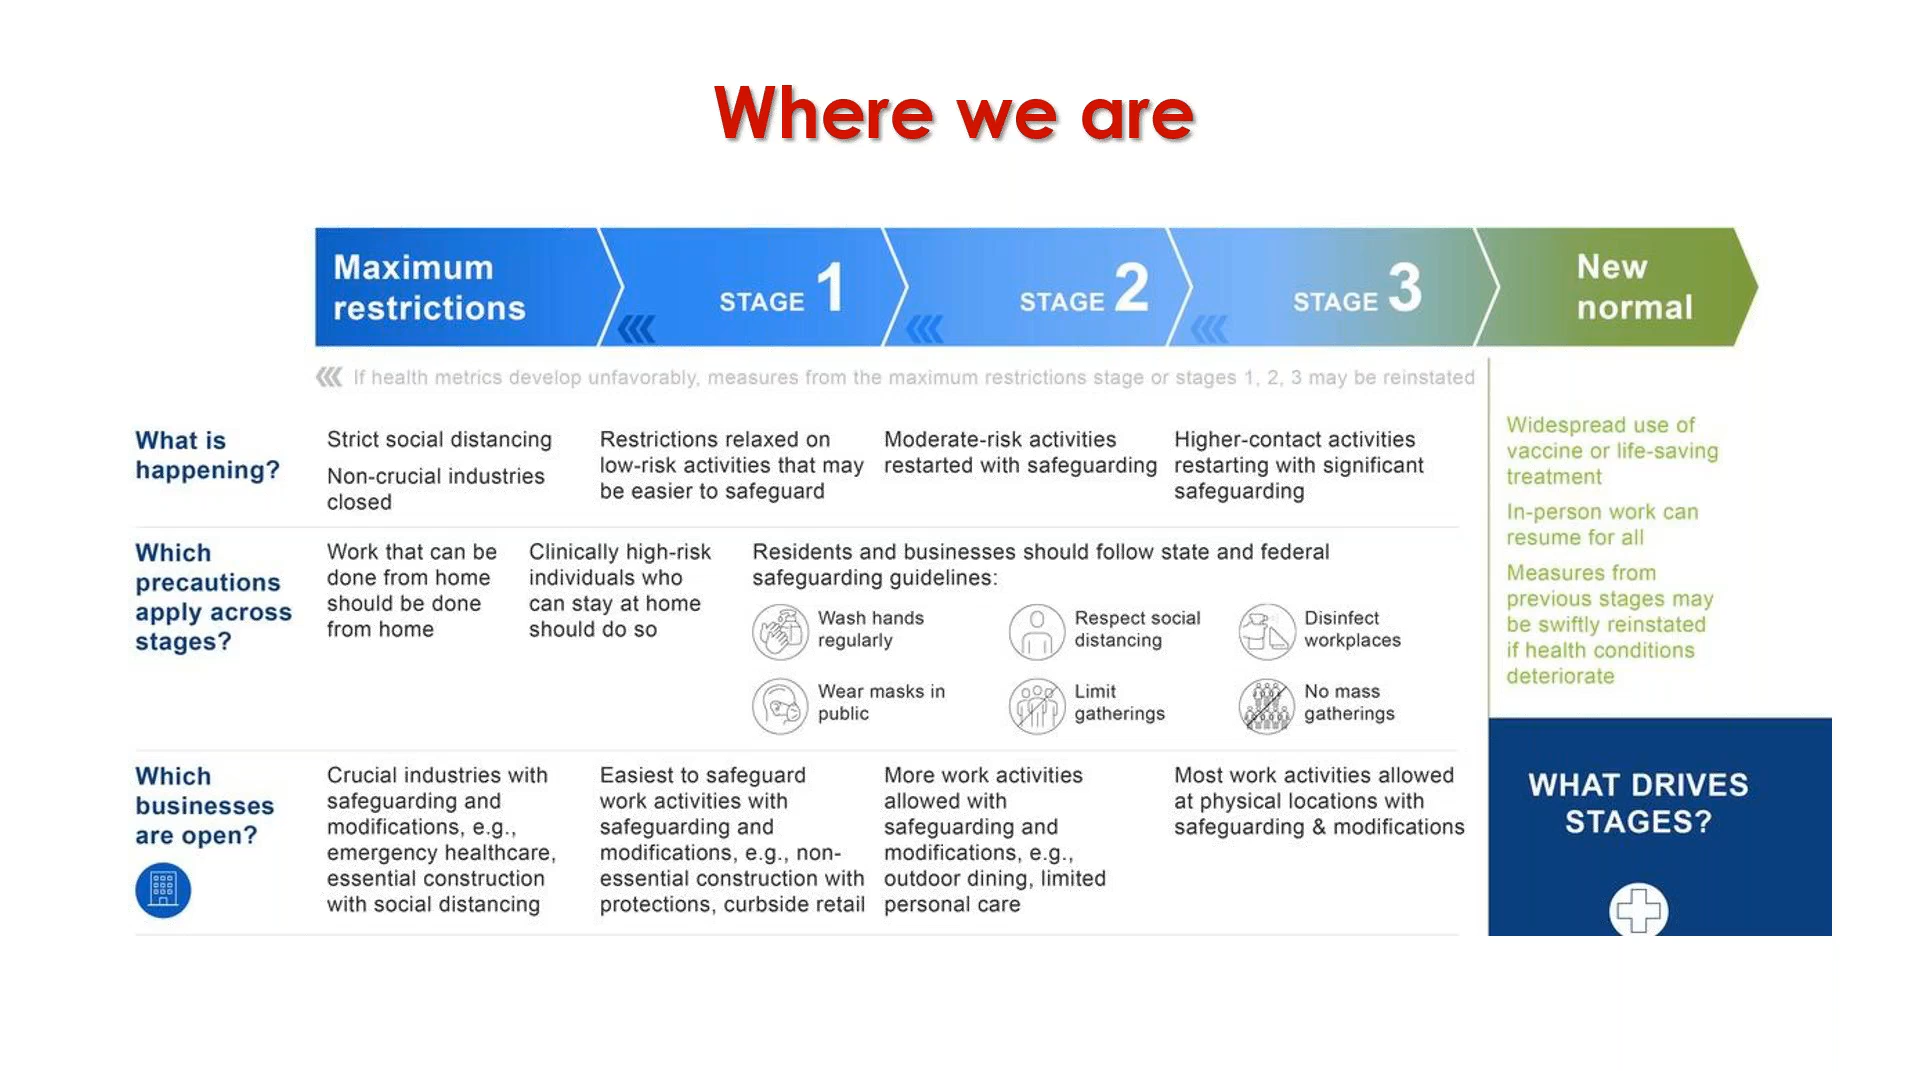 Where we are
Maximum
restrictions
STAGE 1
STAGE 2
STAGE 3
New
normal
If health metrics develop unfavorably, measures from the maximum restrictions stage or stages 1, 2, 3 may be reinstated
What is
happening?
Strict social distancing
Non-crucial industries
closed
Restrictions relaxed on
low-risk activities that may
be easier to safeguard
Moderate-risk activities
restarted with safeguarding
Higher-contact activities
restarting with significant
safeguarding
Widespread use of
vaccine or life-saving
treatment
In-person work can
resume for all
Measures from
previous stages may
be swiftly reinstated
if health conditions
deteriorate
Which
precautions
apply across
stages?
Work that can be
done from home
should be done
from home
Clinically high-risk
individuals who
can stay at home
should do so
Residents and businesses should follow state and federal
safeguarding guidelines:
Wash hands
regularly
Respect social
distancing
Disinfect
workplaces
Wear masks in
public
Limit
gatherings
No mass
gatherings
Which
businesses
are open?
Crucial industries with
safeguarding and
modifications, e.g.,
emergency healthcare,
essential construction
with social distancing
Easiest to safeguard
work activities with
safeguarding and
modifications, e.g., non-
essential construction with
protections, curbside retail
More work activities
allowed with
safeguarding and
modifications, e.g.,
outdoor dining, limited
personal care
Most work activities allowed
at physical locations with
safeguarding & modifications
WHAT DRIVES
STAGES?